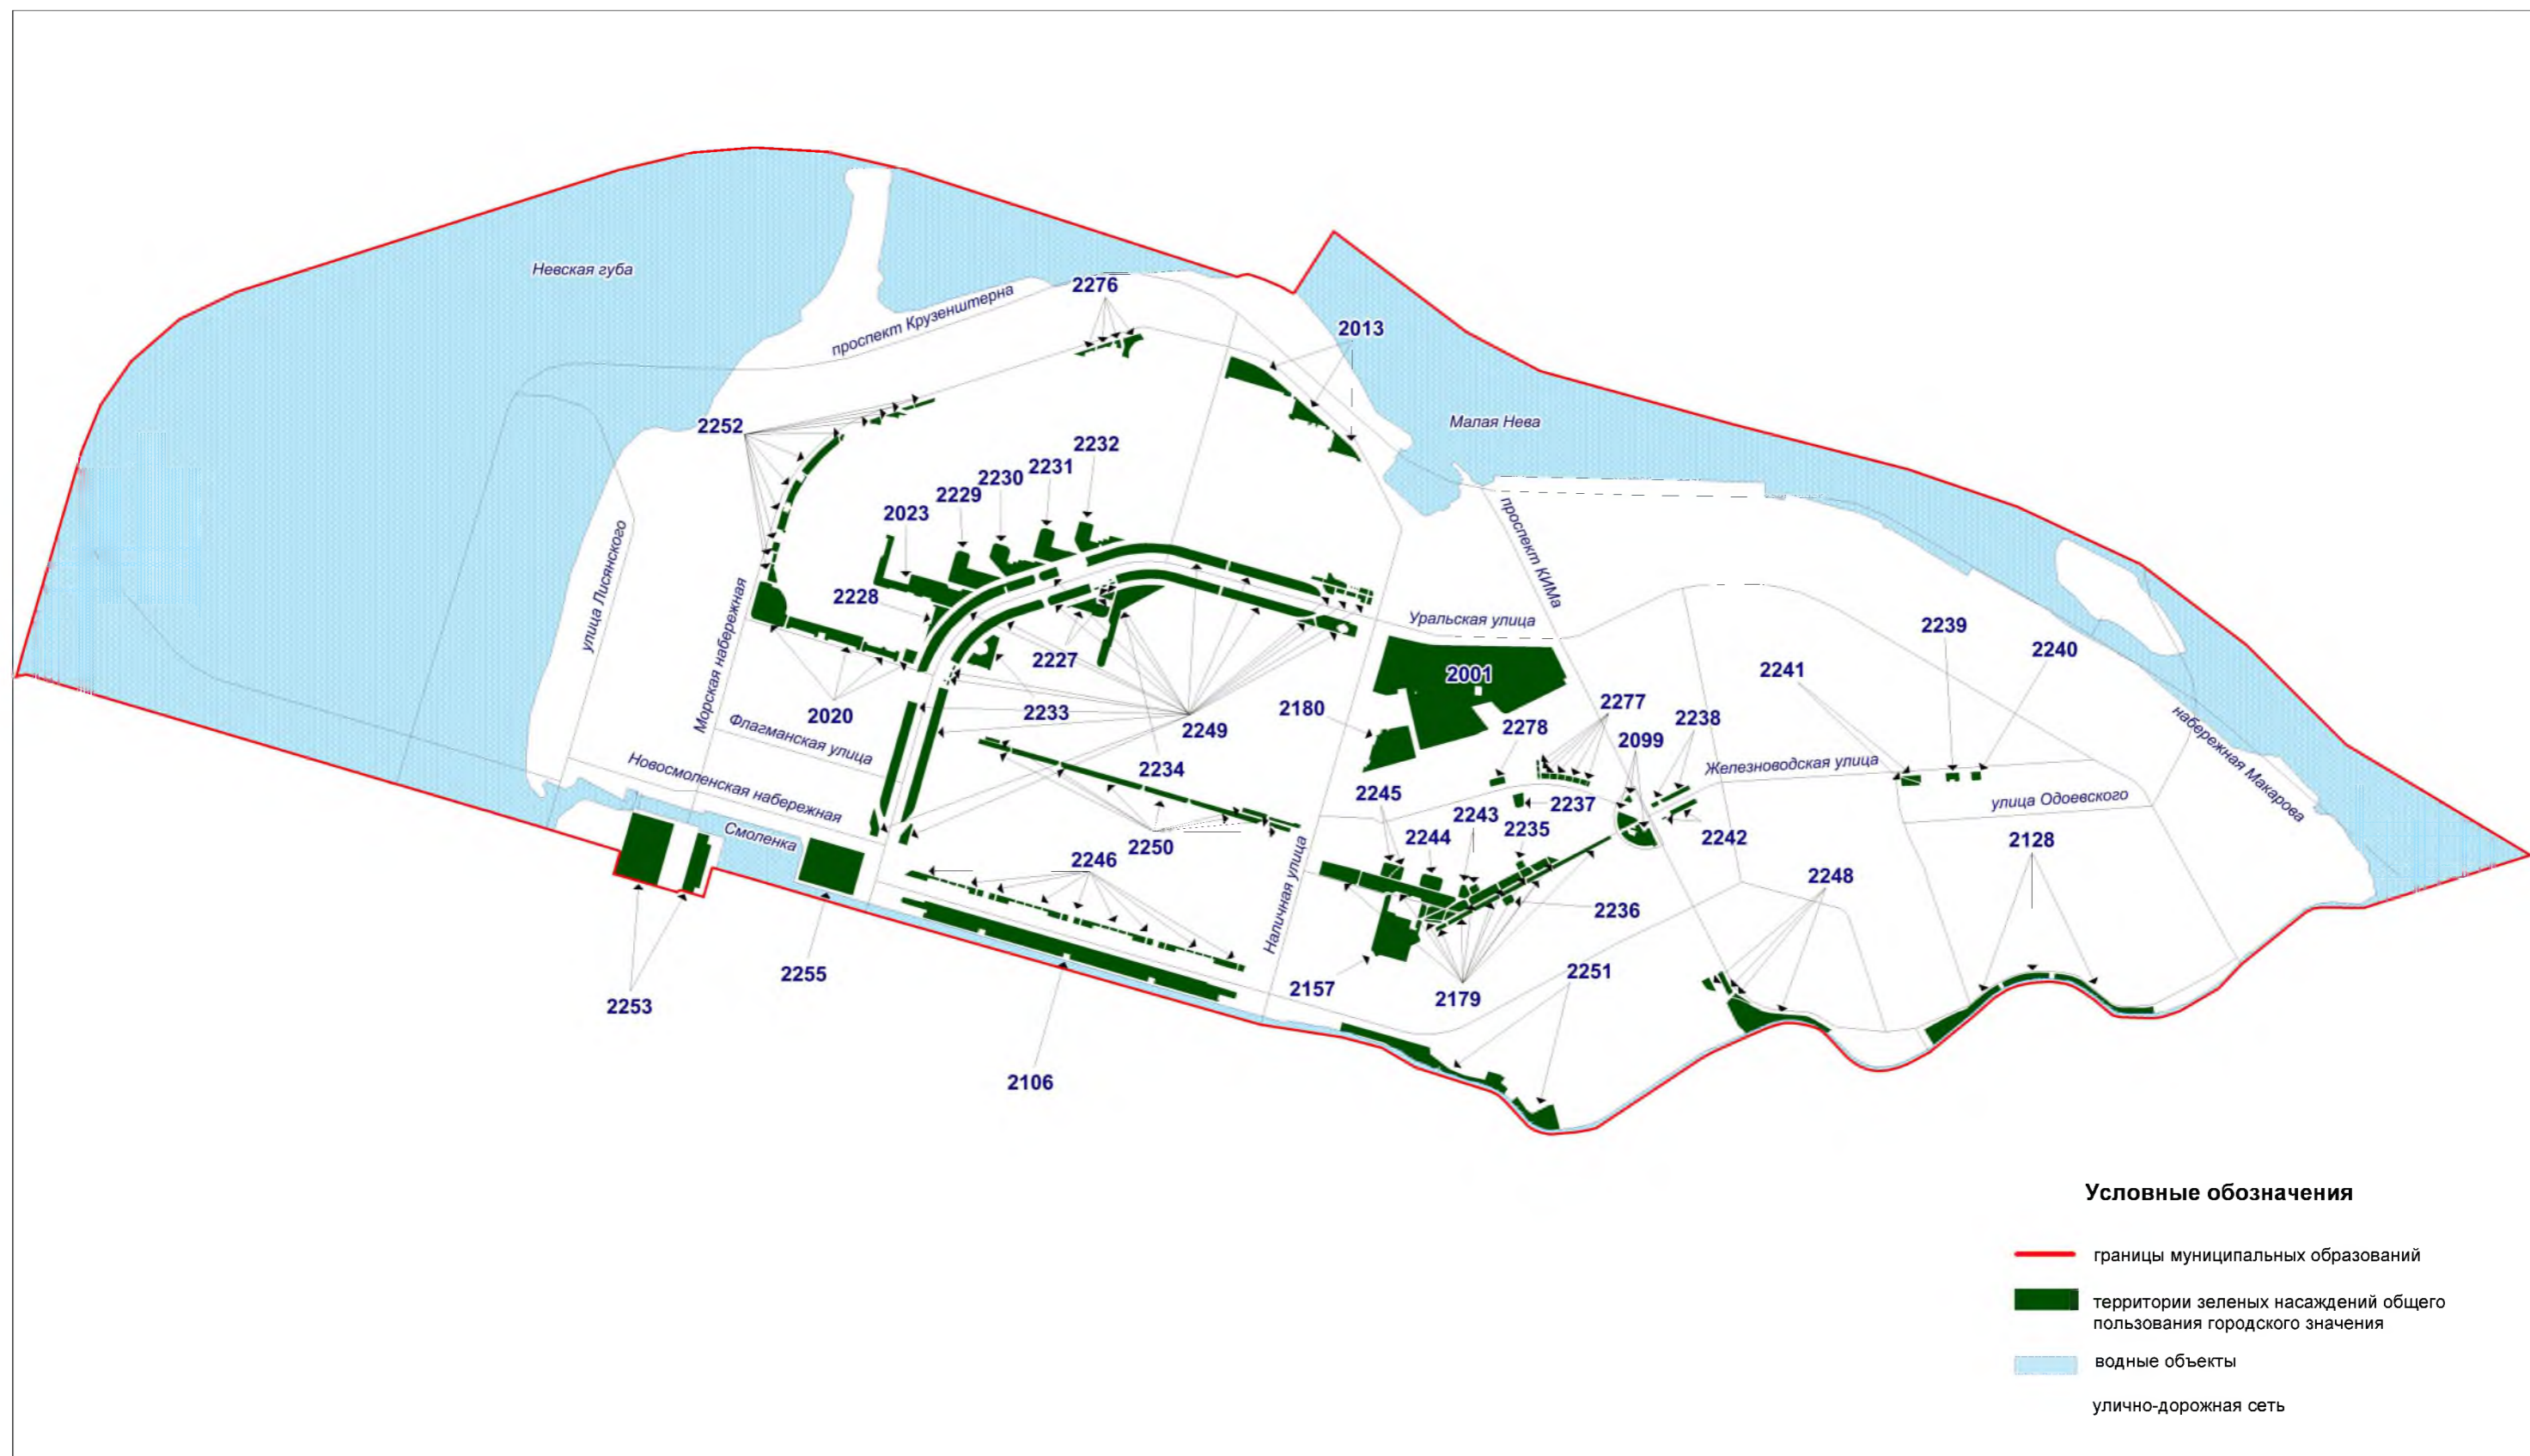 Невская губа
2276
проспект Крузенштерна
2013
2252
Малая Нева
2232
2231
2230
2229
2023
проспект КИМа
улица Лисянского
2228
Морская набережная
Уральская улица
2239
2240
2227
2241
2001
2180
2277
2020
2233
2249
2278
2238
2099
набережная Макарова
Флагманская улица
2234
Железноводская улица
Новосмоленская набережная
2245
2243
2237
улица Одоевского
Смоленка
2250
2244
2235
2242
2128
2246
2248
Наличная улица
2236
2255
2157
2251
2179
2253
2106
Условные обозначения
границы муниципальных образований
территории зеленых насаждений общего
пользования городского значения
водные объекты
улично-дорожная сеть